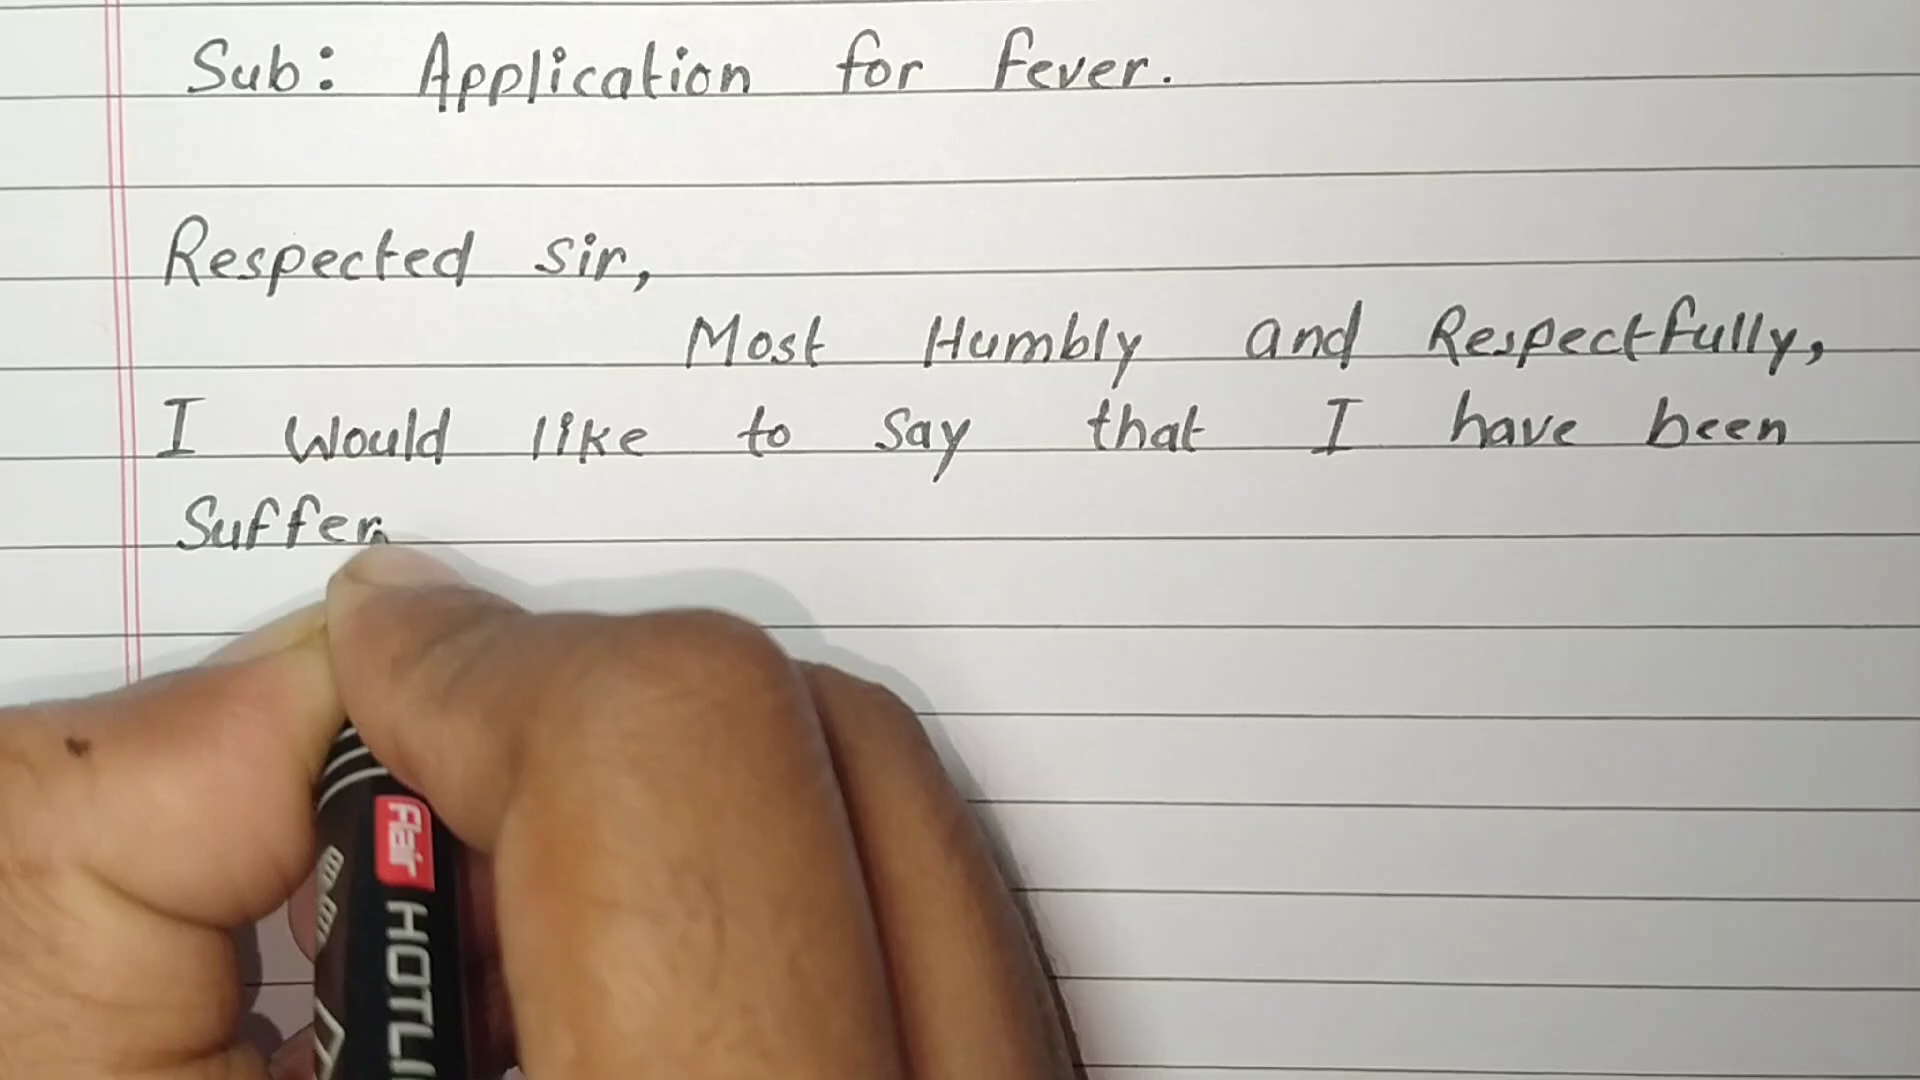 Sub: Application for fever.
Respected Sir,
Most Humbly and Respectfully,
I would like to say that I have been
Suffer
Flair
HOTLI